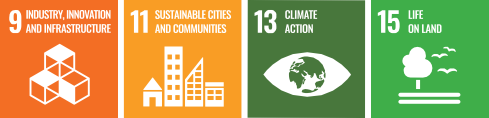 9 INDUSTRY, INNOVATION
AND INFRASTRUCTURE
11 SUSTAINABLE CITIES
AND COMMUNITIES
13 CLIMATE
ACTION
15 LIFE
ON LAND